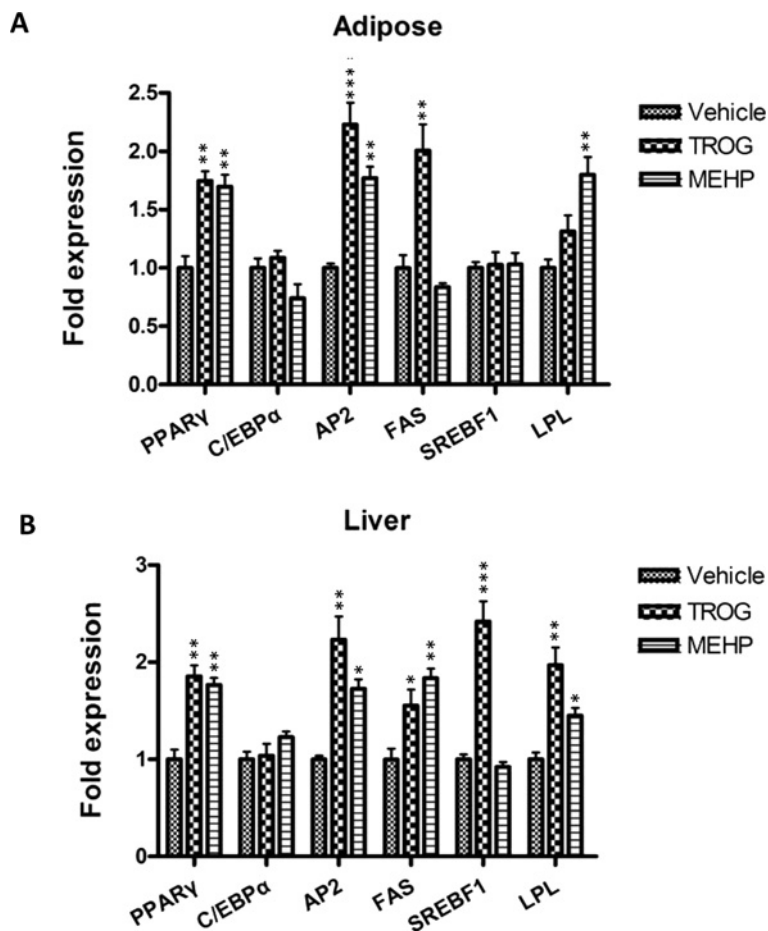 A
Adipose
Fold expression
2.5
2.0
1.5
1.0
0.5
0.0
** ** *** ** ** **
PPARγ C/EBPα AP2 FAS SREBF1 LPL
Vehicle
TROG
MEHP
B
Liver
Fold expression
3
2
1
0
** ** ** * * ** *** ** *
PPARγ C/EBPα AP2 FAS SREBF1 LPL
Vehicle
TROG
MEHP